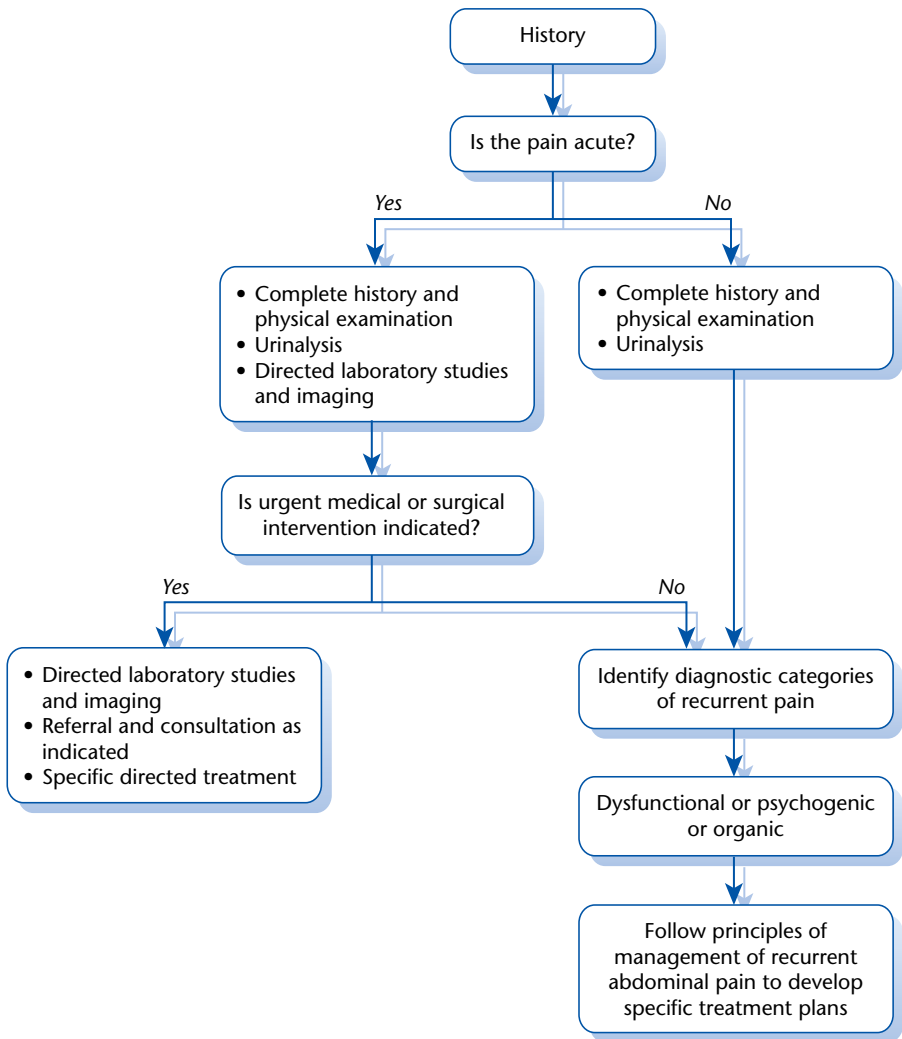 History
Is the pain acute?
Yes
No
• Complete history and
physical examination
• Urinalysis
• Directed laboratory studies
and imaging
• Complete history and
physical examination
• Urinalysis
Is urgent medical or surgical
intervention indicated?
Yes
No
• Directed laboratory studies
and imaging
• Referral and consultation as
indicated
• Specific directed treatment
Identify diagnostic categories
of recurrent pain
Dysfunctional or psychogenic
or organic
Follow principles of
management of recurrent
abdominal pain to develop
specific treatment plans